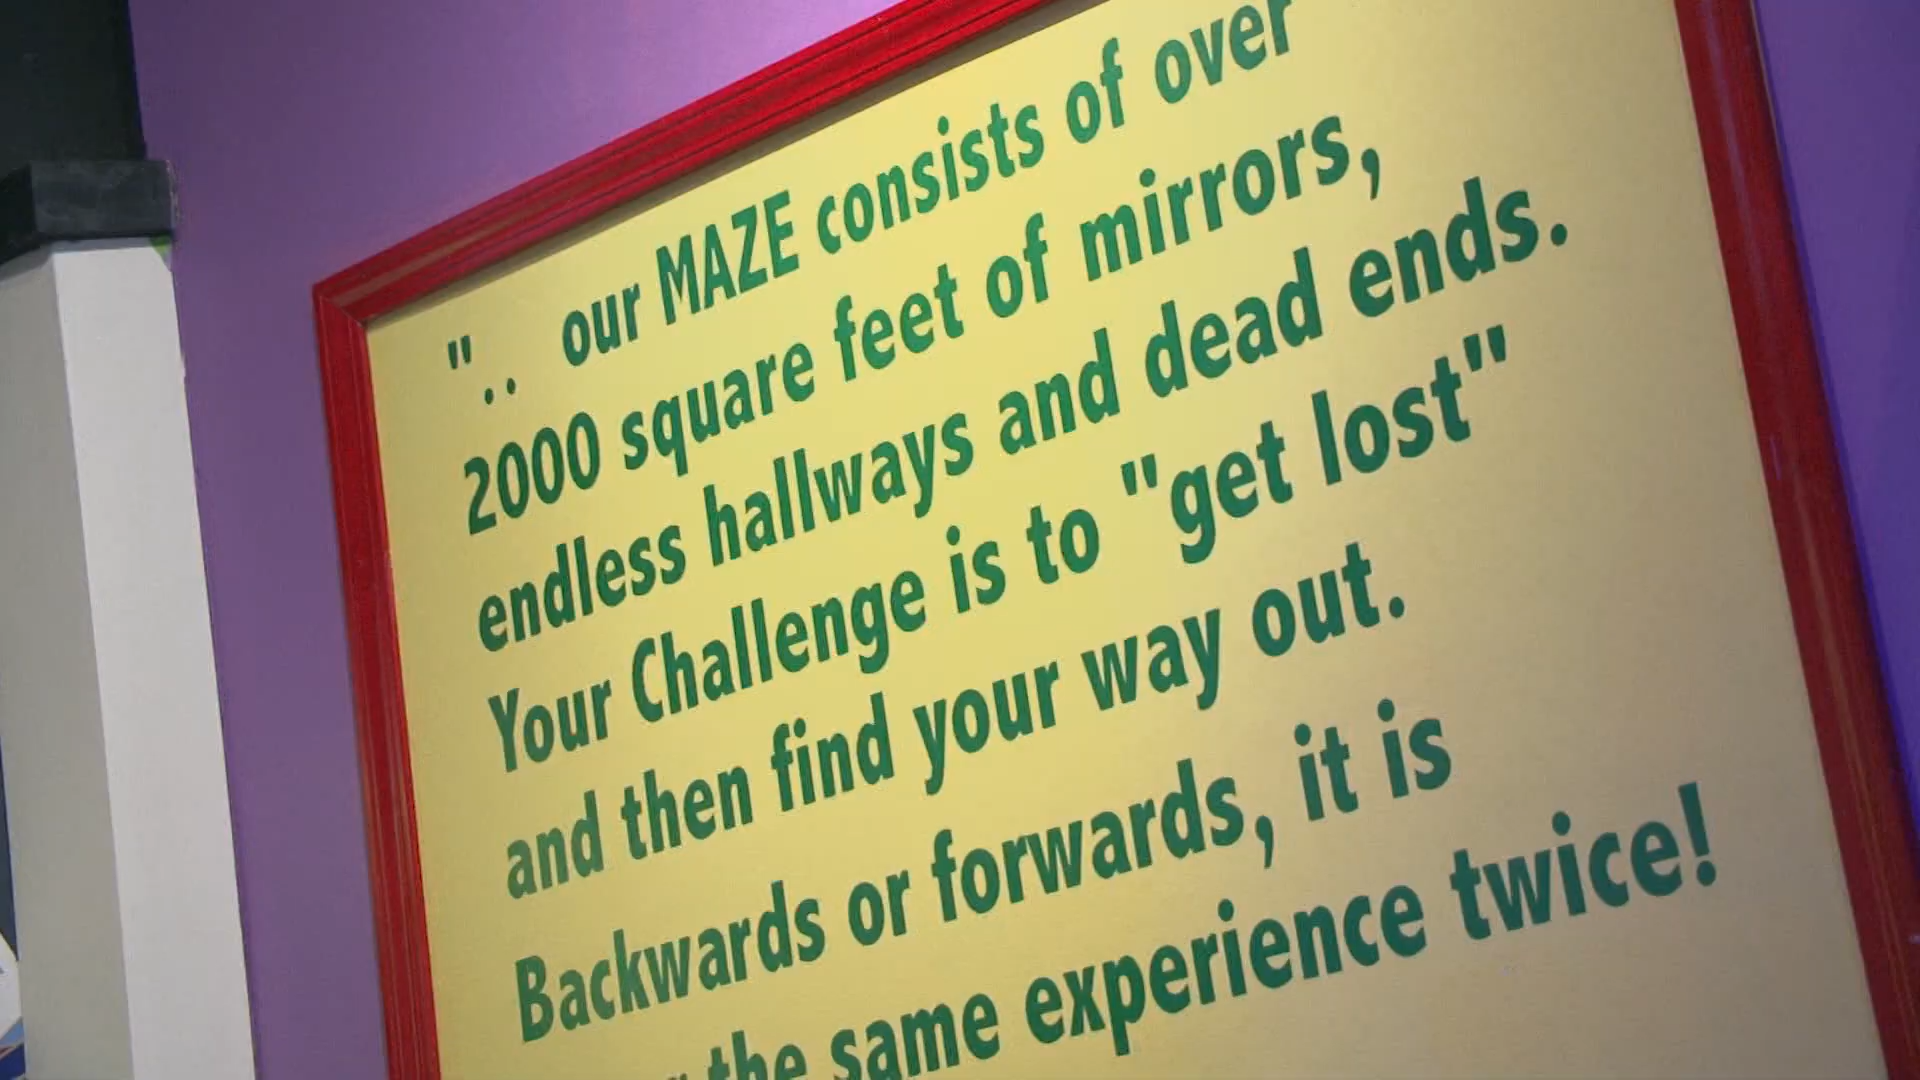 ".. our MAZE consists of over
2000 square feet of mirrors,
endless hallways and dead ends.
Your Challenge is to "get lost"
and then find your way out.
Backwards or forwards, it is
the same experience twice!